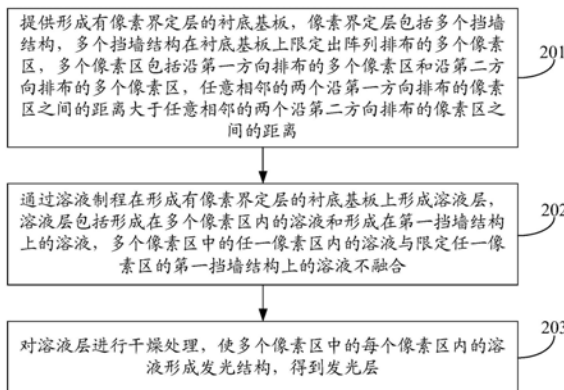 提供形成有像素界定层的衬底基板，像素界定层包括多个挡墙
结构，多个挡墙结构在衬底基板上限定出阵列排布的多个像素
区，多个像素区包括沿第一方向排布的多个像素区和沿第二方
向排布的多个像素区，任意相邻的两个沿第一方向排布的像素
区之间的距离大于任意相邻的两个沿第二方向排布的像素区之
间的距离
201
通过溶液制程在形成有像素界定层的衬底基板上形成溶液层，
溶液层包括形成在多个像素区内的溶液和形成在第一挡墙结构
上的溶液，多个像素区中的任一像素区内的溶液与限定任一像
素区的第一挡墙结构上的溶液不融合
202
对溶液层进行干燥处理，使多个像素区中的每个像素区内的溶
液形成发光结构，得到发光层
203